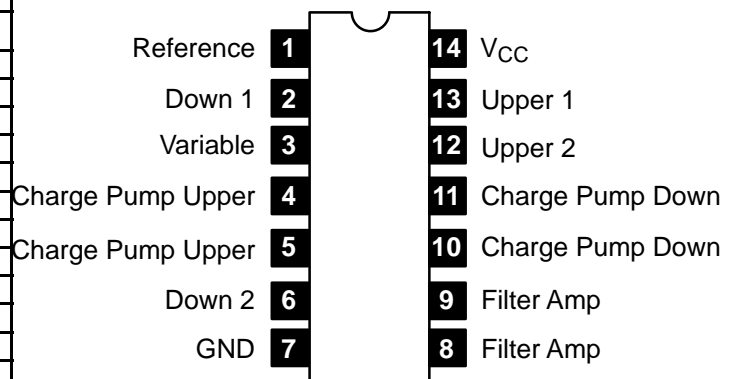 Reference 1 14 VCC
Down 1 2 13 Upper 1
Variable 3 12 Upper 2
Charge Pump Upper 4 11 Charge Pump Down
Charge Pump Upper 5 10 Charge Pump Down
Down 2 6 9 Filter Amp
GND 7 8 Filter Amp